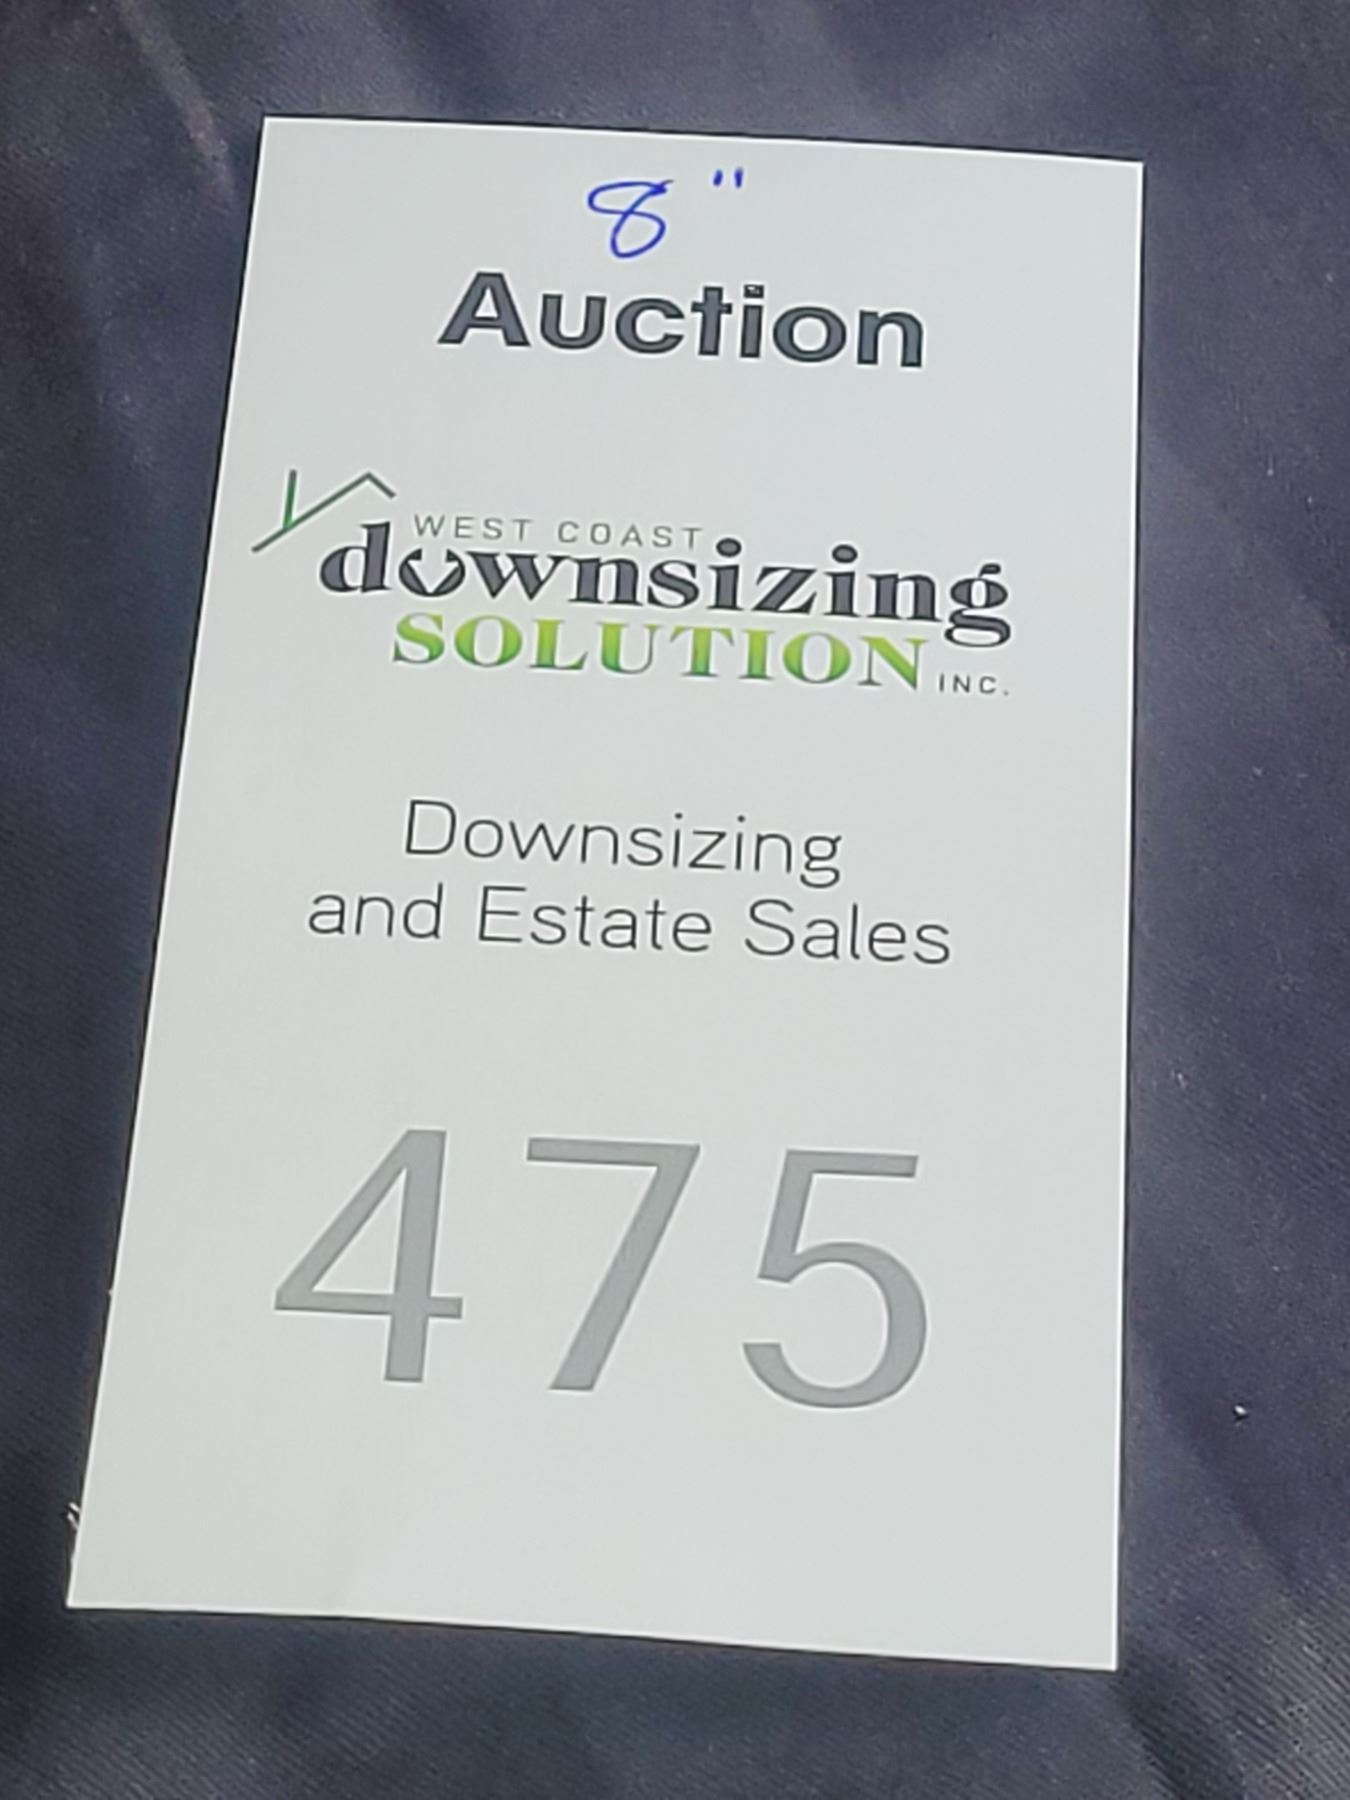 8"
Auction
WEST COAST
downsizing
SOLUTION INC.
Downsizing
and Estate Sales
475